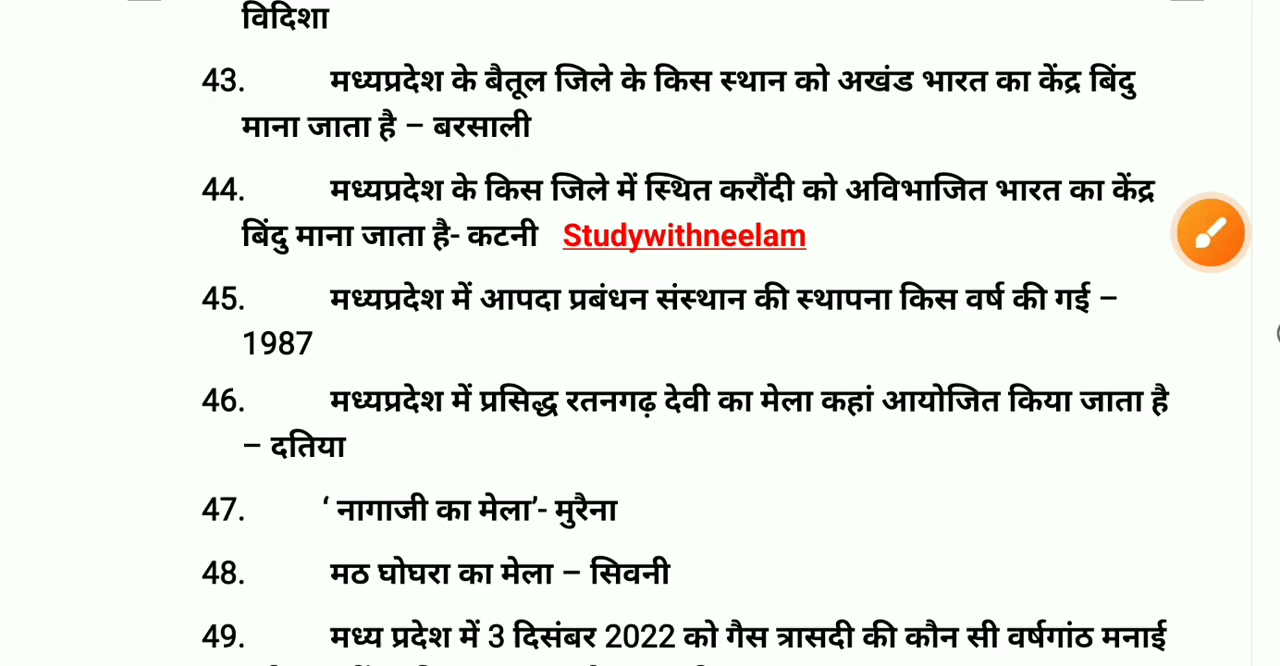 विदिशा
43. मध्यप्रदेश के बैतूल जिले के किस स्थान को अखंड भारत का केंद्र बिंदु
माना जाता है – बरसाली
44. मध्यप्रदेश के किस जिले में स्थित करौंदी को अविभाजित भारत का केंद्र
बिंदु माना जाता है- कटनी Studywithneelam
45. मध्यप्रदेश में आपदा प्रबंधन संस्थान की स्थापना किस वर्ष की गई –
1987
46. मध्यप्रदेश में प्रसिद्ध रतनगढ़ देवी का मेला कहां आयोजित किया जाता है
– दतिया
47. ‘ नागाजी का मेला’- मुरैना
48. मठ घोघरा का मेला – सिवनी
49. मध्य प्रदेश में 3 दिसंबर 2022 को गैस त्रासदी की कौन सी वर्षगांठ मनाई